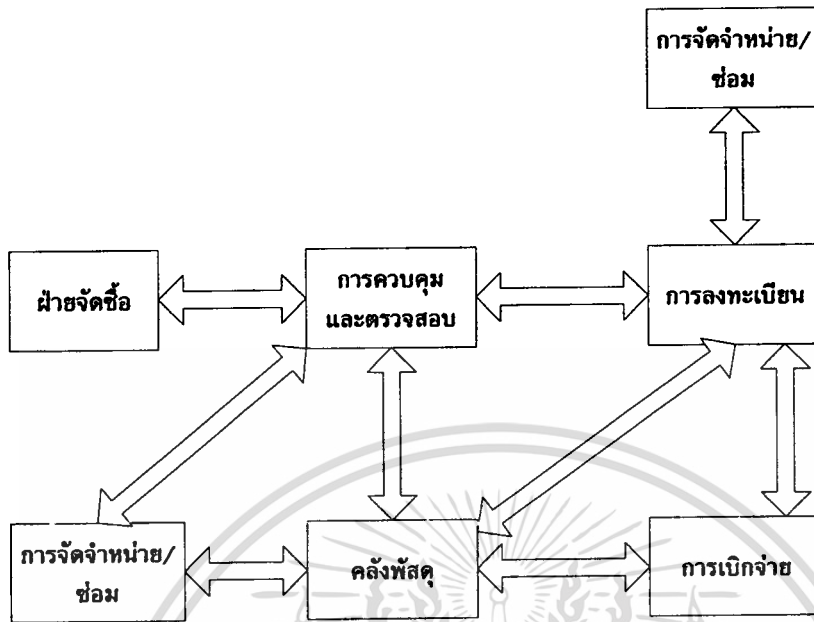 การจัดจำหน่าย/
ซ่อม
ฝ่ายจัดซื้อ
การควบคุม
และตรวจสอบ
การลงทะเบียน
การจัดจำหน่าย/
ซ่อม
คลังพัสดุ
การเบิกจ่าย